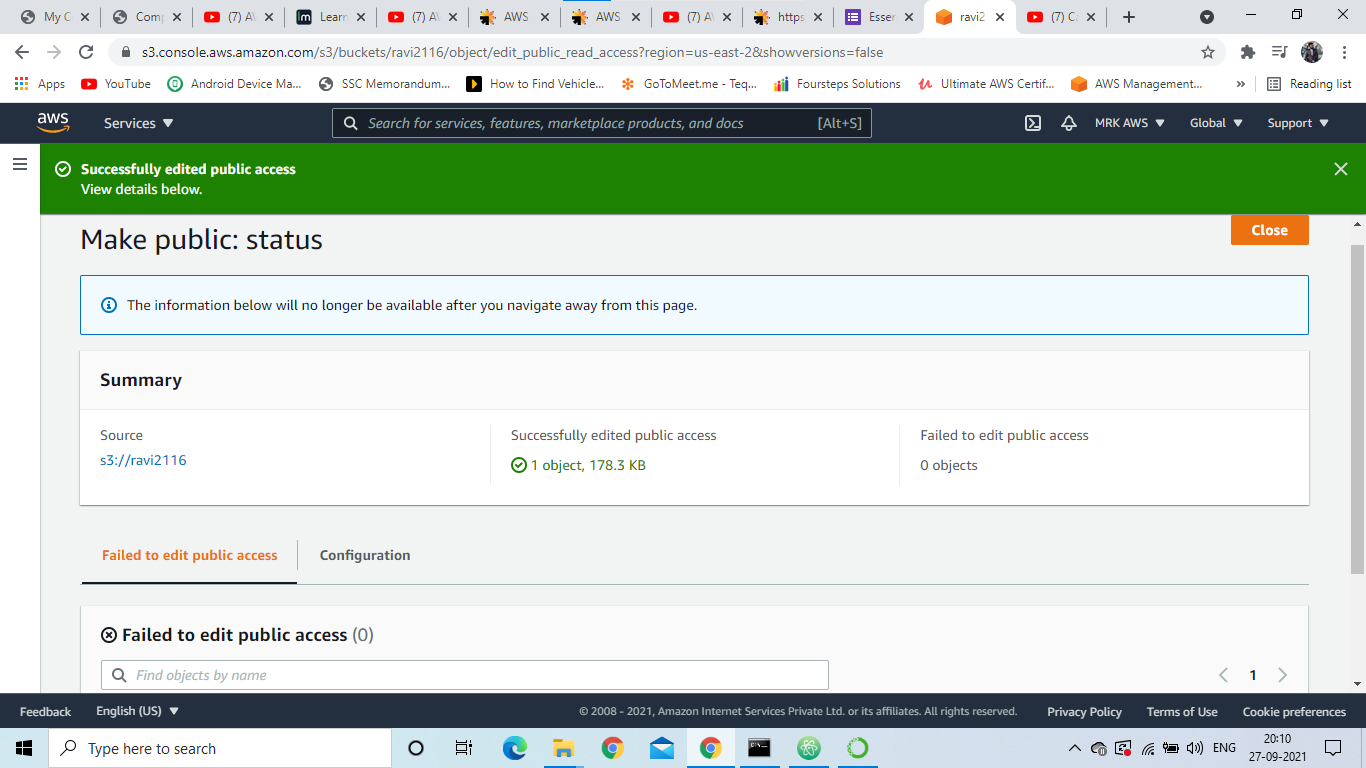 My C
Comp
(7) A
Learn
(7) A
AWS
AWS
(7) A
https
Esser
ravi2
(7) C
s3.console.aws.amazon.com/s3/buckets/ravi2116/object/edit_public_read_access?region=us-east-2&showversions=false
Apps
YouTube
Android Device Ma...
SSC Memorandum...
How to Find Vehicle...
GoToMeet.me - Teq...
Foursteps Solutions
Ultimate AWS Certif...
AWS Management...
»
Reading list
aws
Services
Search for services, features, marketplace products, and docs
[Alt+S]
MRK AWS
Global
Support
Successfully edited public access
View details below.
Make public: status
Close
The information below will no longer be available after you navigate away from this page.
Summary
Source
s3://ravi2116
Successfully edited public access
1 object, 178.3 KB
Failed to edit public access
0 objects
Failed to edit public access
Configuration
Failed to edit public access (0)
Find objects by name
1
Feedback
English (US)
© 2008 - 2021, Amazon Internet Services Private Ltd. or its affiliates. All rights reserved.
Privacy Policy
Terms of Use
Cookie preferences
Type here to search
ENG
20:10
27-09-2021